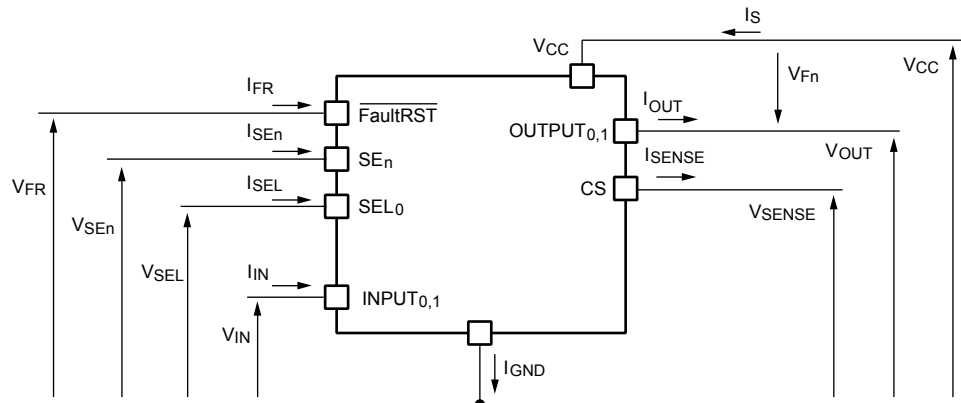 IS
VCC
VCC
VFn
IFR
FaultRST
IOUT
OUTPUT0,1
ISEn
SEn
VOUT
ISENSE
VFR
ISEL
SEL0
CS
VSENSE
VSEn
VSEL
IIN
INPUT0,1
VIN
IGND